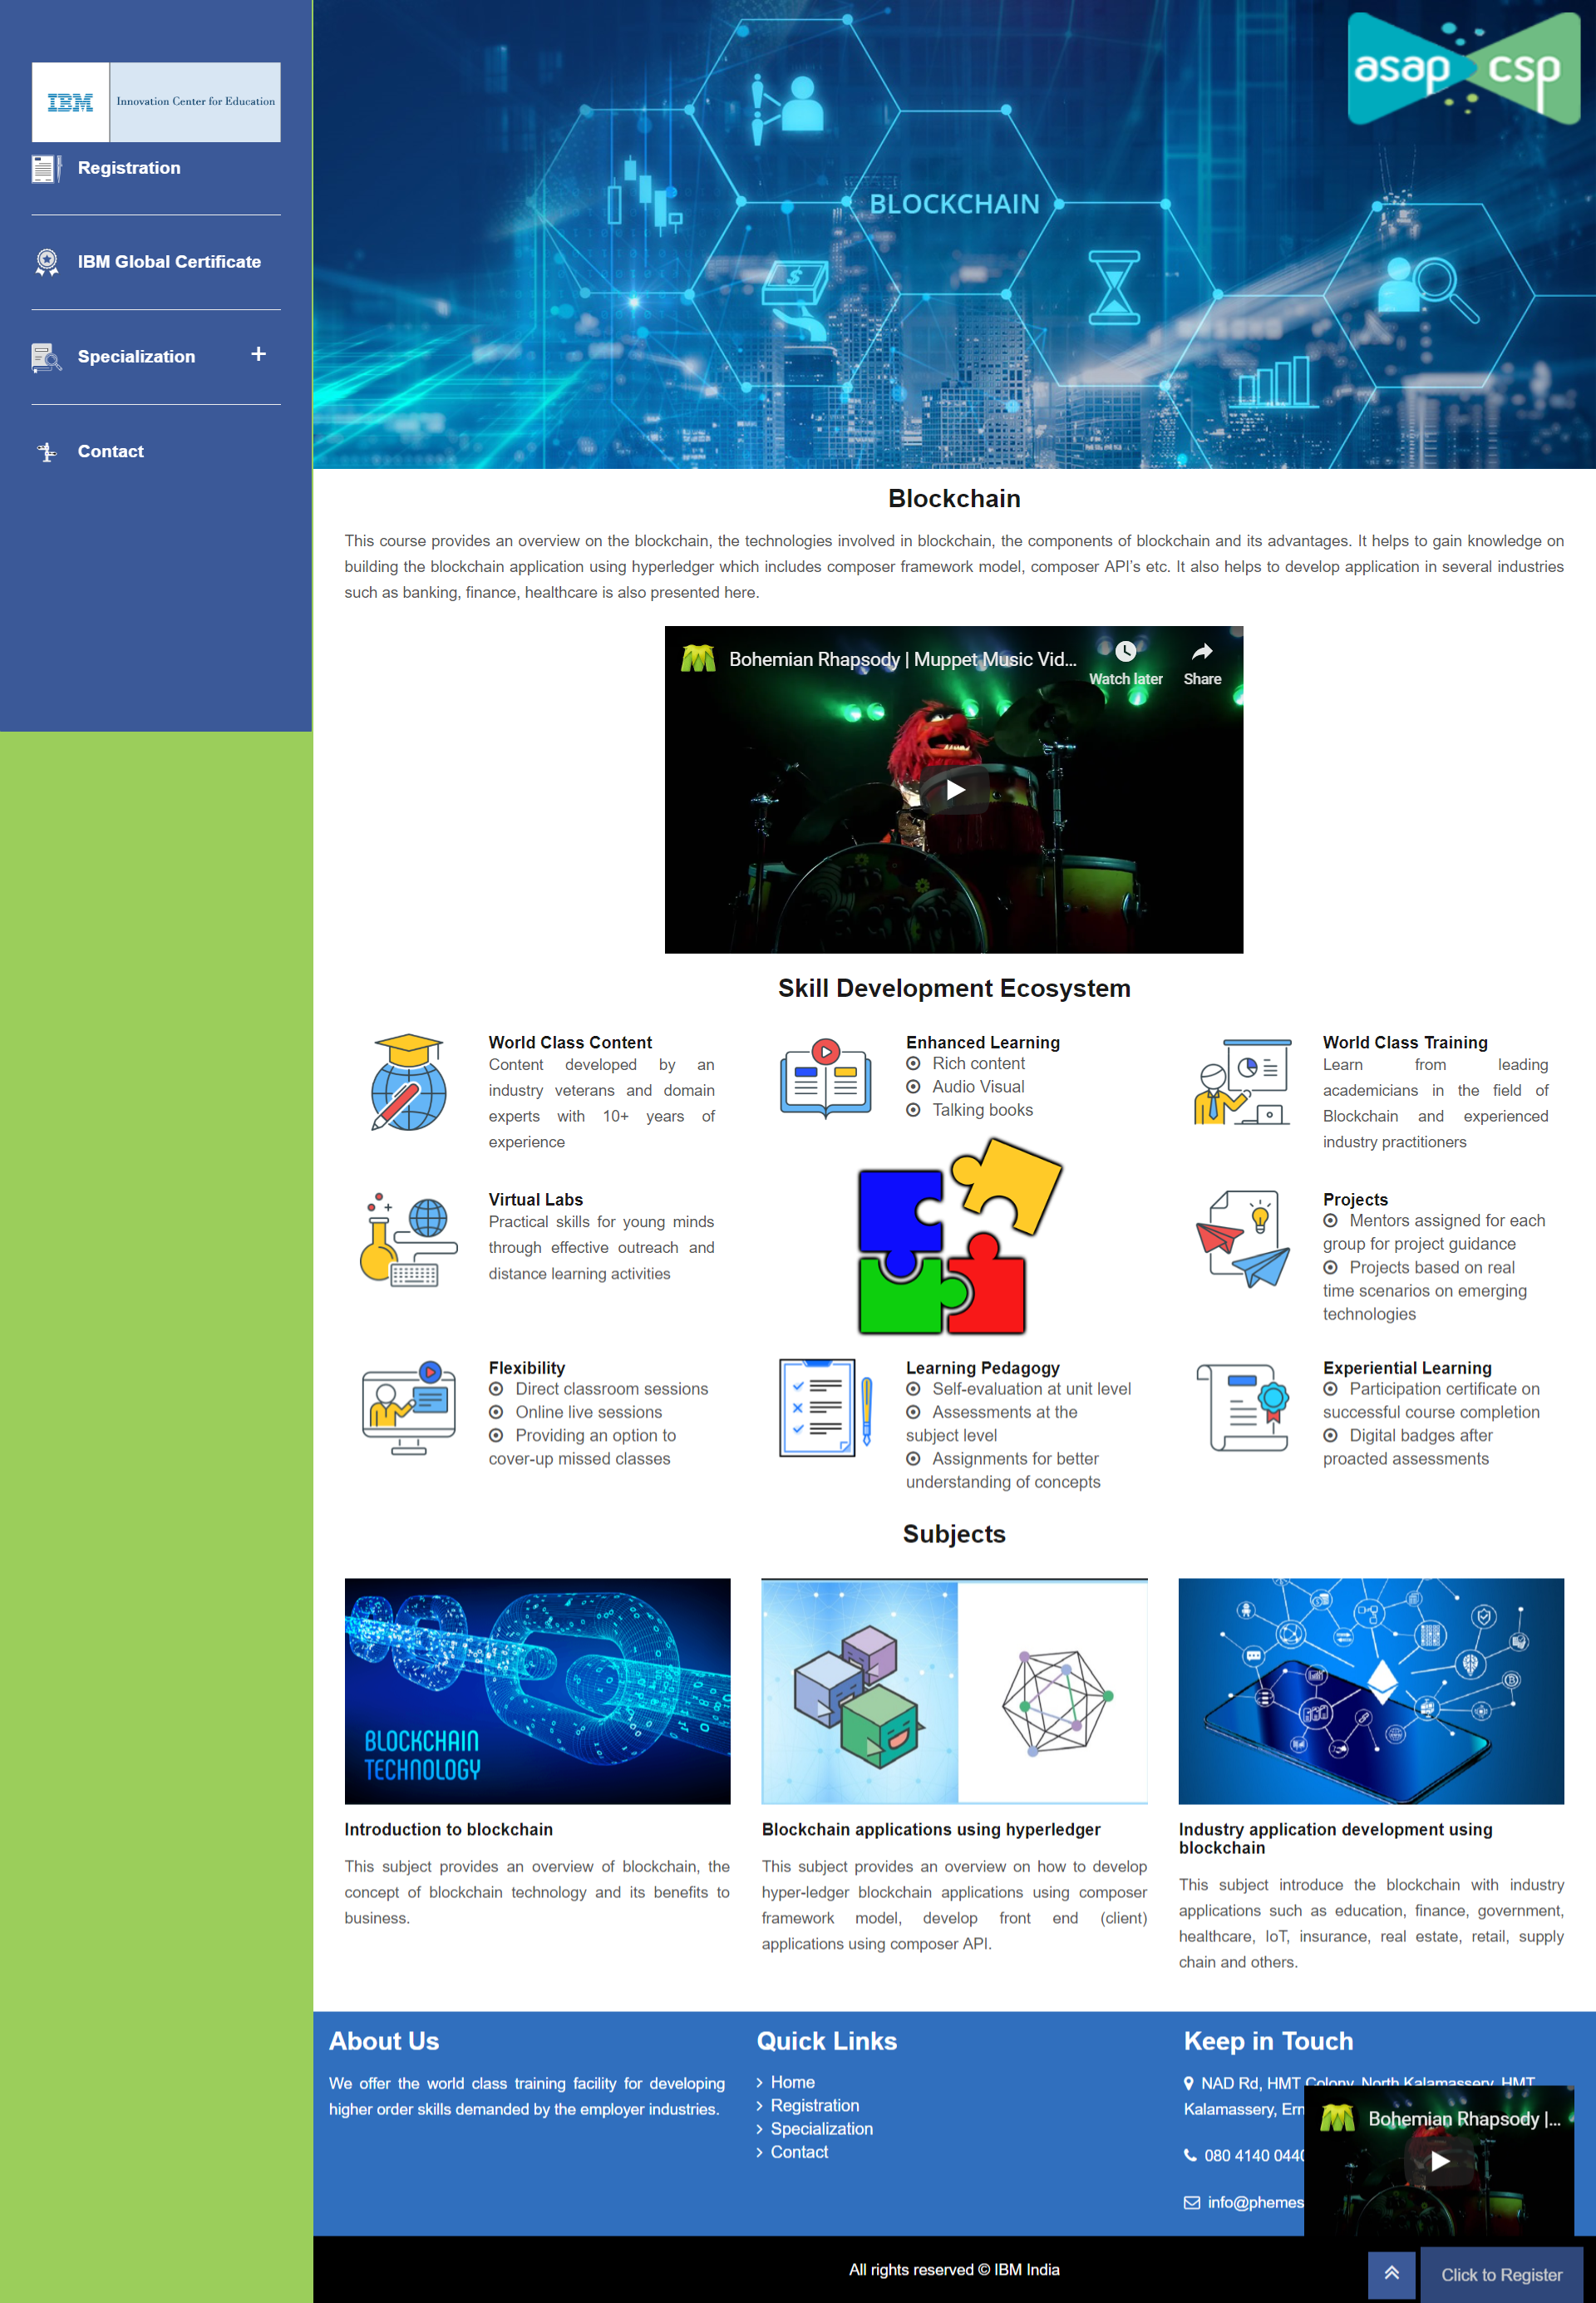 IBM
Innovation Center for Education
Registration
IBM Global Certificate
Specialization +
Contact
asap csp
BLOCKCHAIN
Blockchain
This course provides an overview on the blockchain, the technologies involved in blockchain, the components of blockchain and its advantages. It helps to gain knowledge on
building the blockchain application using hyperledger which includes composer framework model, composer API's etc. It also helps to develop application in several industries
such as banking, finance, healthcare is also presented here.
Bohemian Rhapsody | Muppet Music Vid...
Watch later
Share
Skill Development Ecosystem
World Class Content
Content developed by an
industry veterans and domain
experts with 10+ years of
experience
Enhanced Learning
Rich content
Audio Visual
Talking books
World Class Training
Learn from leading
academicians in the field of
Blockchain and experienced
industry practitioners
Virtual Labs
Practical skills for young minds
through effective outreach and
distance learning activities
Projects
Mentors assigned for each
group for project guidance
Projects based on real
time scenarios on emerging
technologies
Flexibility
Direct classroom sessions
Online live sessions
Providing an option to
cover-up missed classes
Learning Pedagogy
Self-evaluation at unit level
Assessments at the
subject level
Assignments for better
understanding of concepts
Experiential Learning
Participation certificate on
successful course completion
Digital badges after
proacted assessments
Subjects
BLOCKCHAIN
TECHNOLOGY
Introduction to blockchain
This subject provides an overview of blockchain, the
concept of blockchain technology and its benefits to
business.
Blockchain applications using hyperledger
This subject provides an overview on how to develop
hyper-ledger blockchain applications using composer
framework model, develop front end (client)
applications using composer API.
Industry application development using
blockchain
This subject introduce the blockchain with industry
applications such as education, finance, government,
healthcare, IoT, insurance, real estate, retail, supply
chain and others.
About Us
We offer the world class training facility for developing
higher order skills demanded by the employer industries.
Quick Links
Home
Registration
Specialization
Contact
Keep in Touch
NAD Rd, HMT Colony, North Kalamassery, HMT
Kalamassery,
080 4140 0440
info@phemes
Bohemian Rhapsody |...
All rights reserved © IBM India
Click to Register